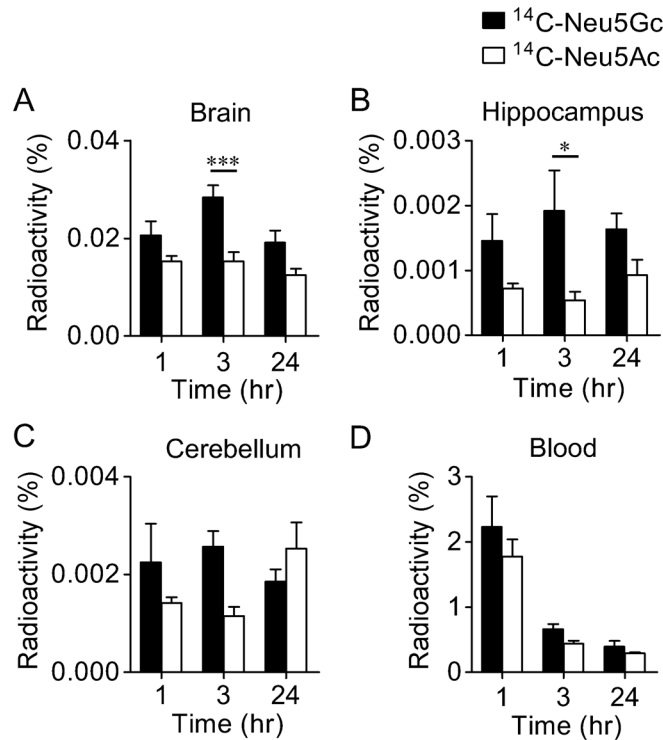 ¹⁴C-Neu5Gc
¹⁴C-Neu5Ac
A
Brain
Radioactivity (%)
0.04
0.02
0.00
***
1 3 24
Time (hr)
B
Hippocampus
Radioactivity (%)
0.003
0.002
0.001
0.000
*
1 3 24
Time (hr)
C
Cerebellum
Radioactivity (%)
0.004
0.002
0.000
1 3 24
Time (hr)
D
Blood
Radioactivity (%)
3
2
1
0
1 3 24
Time (hr)